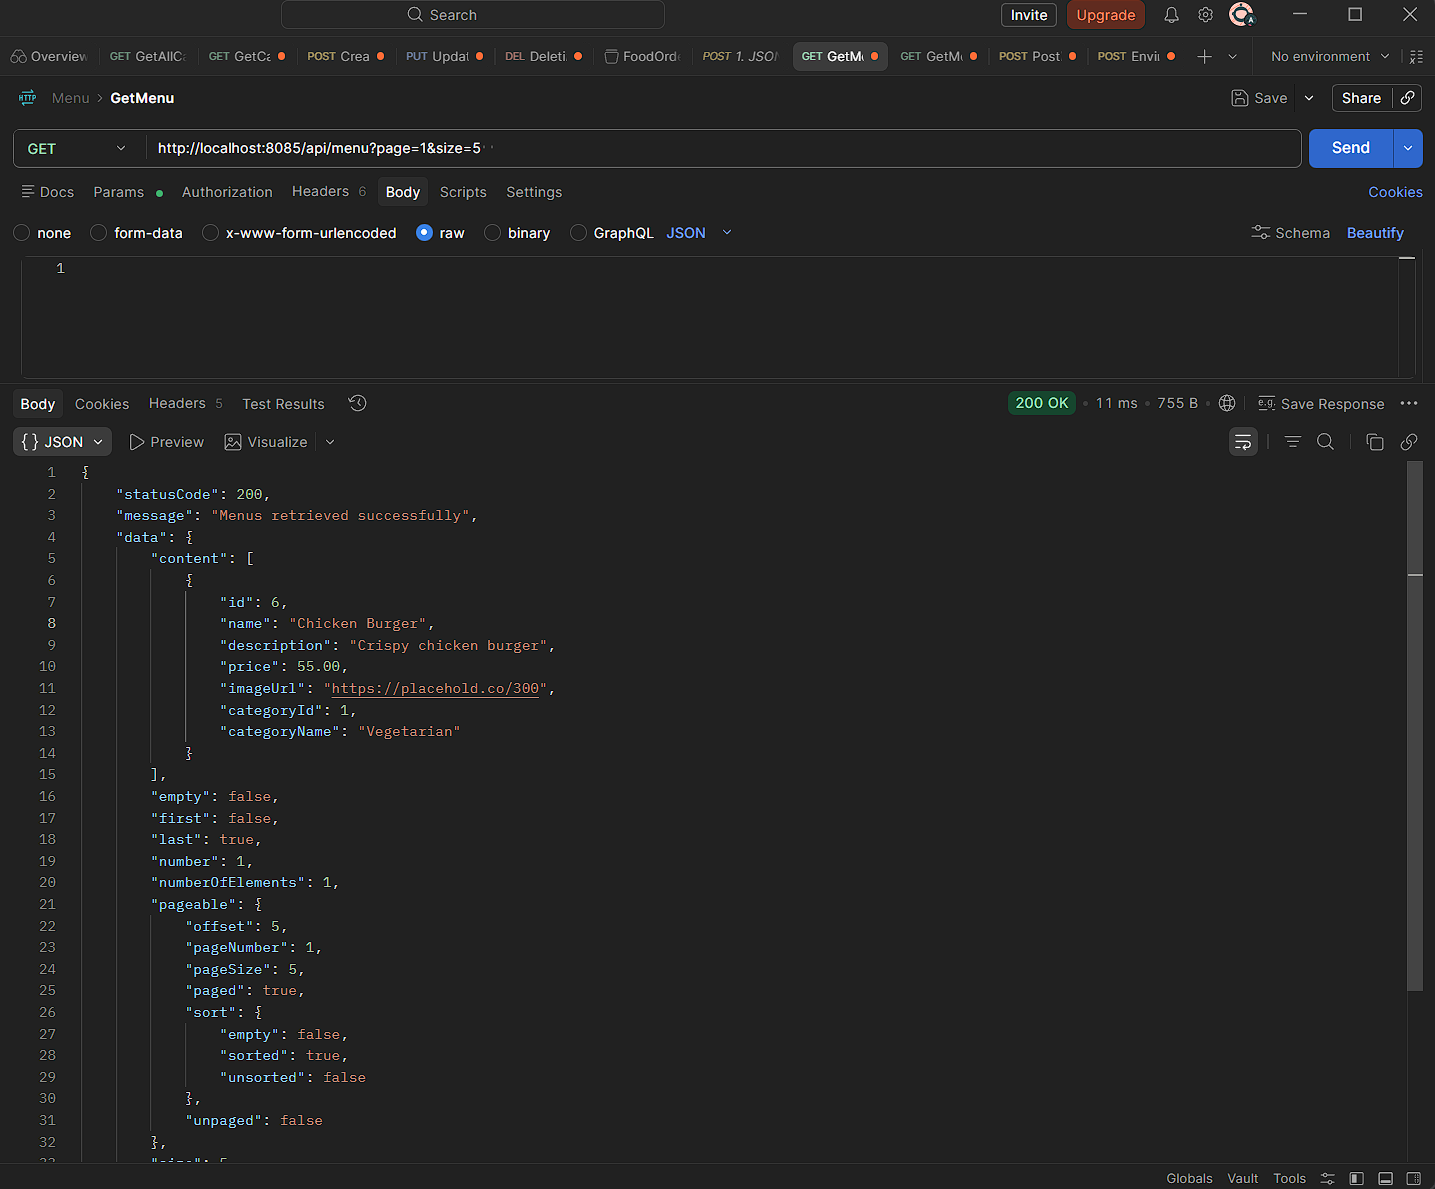 Search
Invite
Upgrade
Overview
GET GetAllCa
GET GetCa
POST Crea
PUT Updat
DEL Deleti
FoodOrde
POST 1. JSON
GET GetM
GET GetM
POST Post
POST Envii
No environment
HTTP Menu > GetMenu
Save
Share
GET
http://localhost:8085/api/menu?page=1&size=5
Send
Docs Params Authorization Headers 6 Body Scripts Settings
Cookies
none form-data x-www-form-urlencoded raw binary GraphQL JSON
Schema Beautify
1
Body Cookies Headers 5 Test Results
200 OK • 11 ms • 755 B •
e.g. Save Response
{} JSON Preview Visualize
1 {
2 "statusCode": 200,
3 "message": "Menus retrieved successfully",
4 "data": {
5 "content": [
6 {
7 "id": 6,
8 "name": "Chicken Burger",
9 "description": "Crispy chicken burger",
10 "price": 55.00,
11 "imageUrl": "https://placehold.co/300",
12 "categoryId": 1,
13 "categoryName": "Vegetarian"
14 }
15 ],
16 "empty": false,
17 "first": false,
18 "last": true,
19 "number": 1,
20 "numberOfElements": 1,
21 "pageable": {
22 "offset": 5,
23 "pageNumber": 1,
24 "pageSize": 5,
25 "paged": true,
26 "sort": {
27 "empty": false,
28 "sorted": true,
29 "unsorted": false
30 },
31 "unpaged": false
32 },
Globals Vault Tools